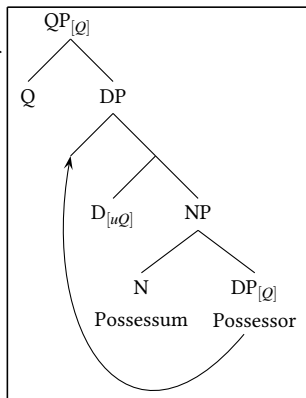 QP[Q]
Q DP
D[uQ] NP
N DP[Q]
Possessum Possessor